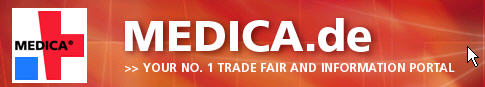 MEDICA®
MEDICA.de
>> YOUR NO. 1 TRADE FAIR AND INFORMATION PORTAL